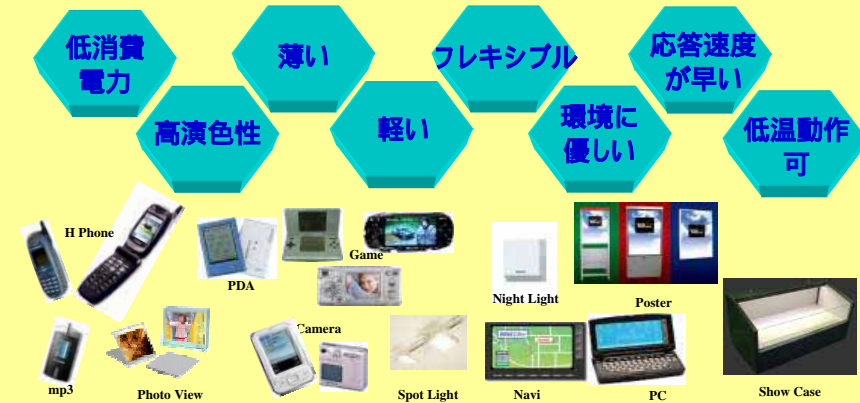 低消費
電力
薄い
フレキシブル
応答速度
が早い
高演色性
軽い
環境に
優しい
低温動作
可
H Phone
PDA
Game
Night Light
Poster
Camera
mp3
Photo View
Spot Light
Navi
PC
Show Case